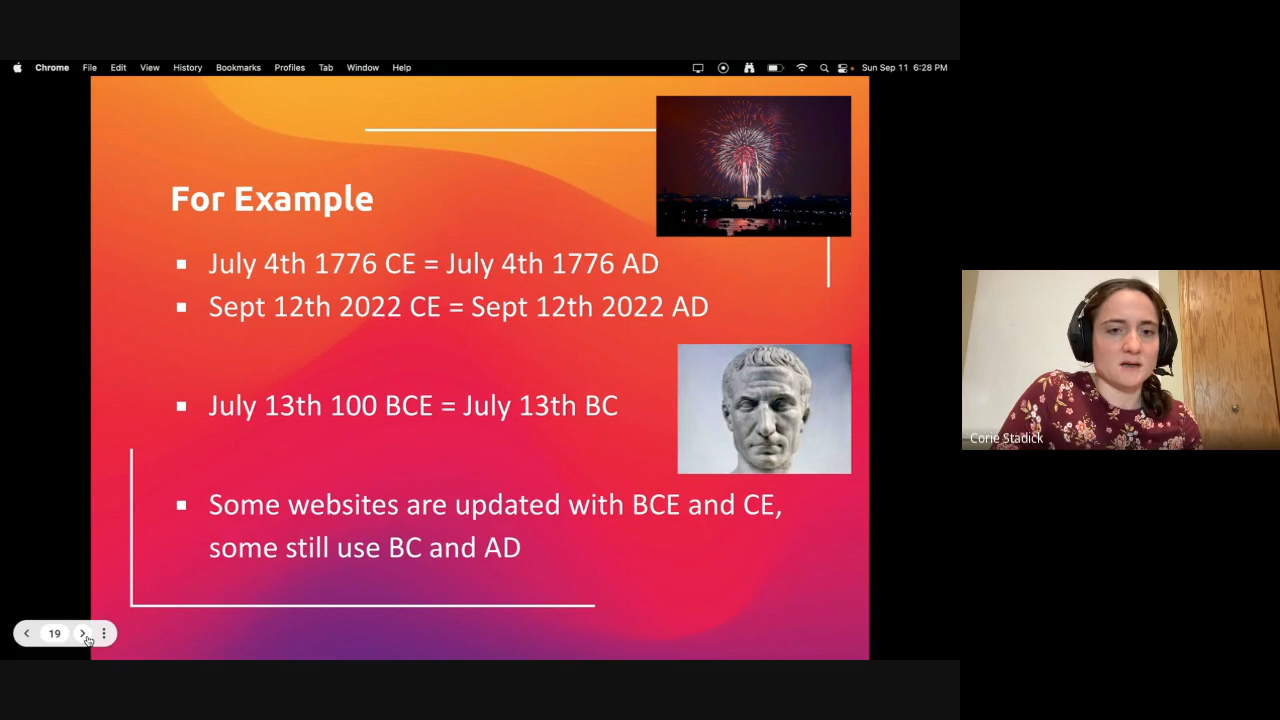 Chrome File Edit View History Bookmarks Profiles Tab Window Help Sun Sep 11 6:28 PM
For Example
July 4th 1776 CE = July 4th 1776 AD
Sept 12th 2022 CE = Sept 12th 2022 AD
July 13th 100 BCE = July 13th BC
Some websites are updated with BCE and CE,
some still use BC and AD
Corie Stadick
19